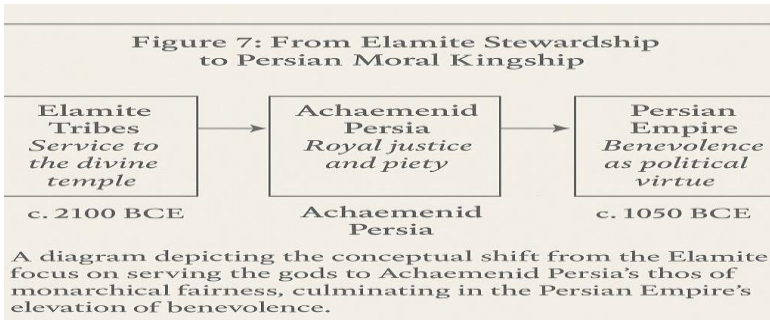 Figure 7: From Elamite Stewardship
to Persian Moral Kingship
Elamite
Tribes
Service to
the divine
temple
c. 2100 BCE
Achaemenid
Persia
Royal justice
and piety
Achaemenid
Persia
Persian
Empire
Benevolence
as political
virtue
c. 1050 BCE
A diagram depicting the conceptual shift from the Elamite
focus on serving the gods to Achaemenid Persia's thos of
monarchical fairness, culminating in the Persian Empire's
elevation of benevolence.